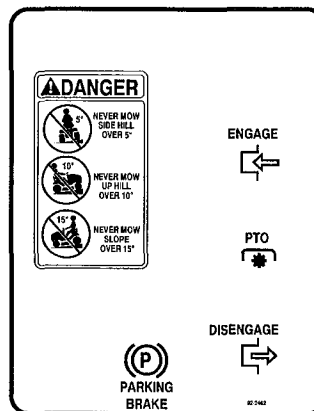 DANGER
5°
NEVER MOW
SIDE HILL
OVER 5°
10°
NEVER MOW
UP HILL
OVER 10°
15°
NEVER MOW
SLOPE
OVER 15°
ENGAGE
PTO
DISENGAGE
(P)
PARKING
BRAKE